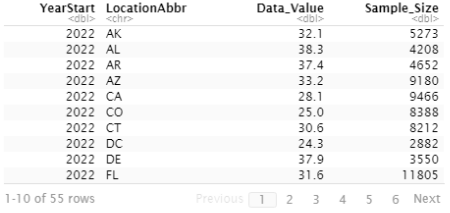 YearStart LocationAbbr Data_Value Sample_Size
<dbl> <chr> <dbl> <dbl>
2022 AK 32.1 5273
2022 AL 38.3 4208
2022 AR 37.4 4652
2022 AZ 33.2 9180
2022 CA 28.1 9466
2022 CO 25.0 8388
2022 CT 30.6 8212
2022 DC 24.3 2882
2022 DE 37.9 3550
2022 FL 31.6 11805
1-10 of 55 rows Previous 1 2 3 4 5 6 Next